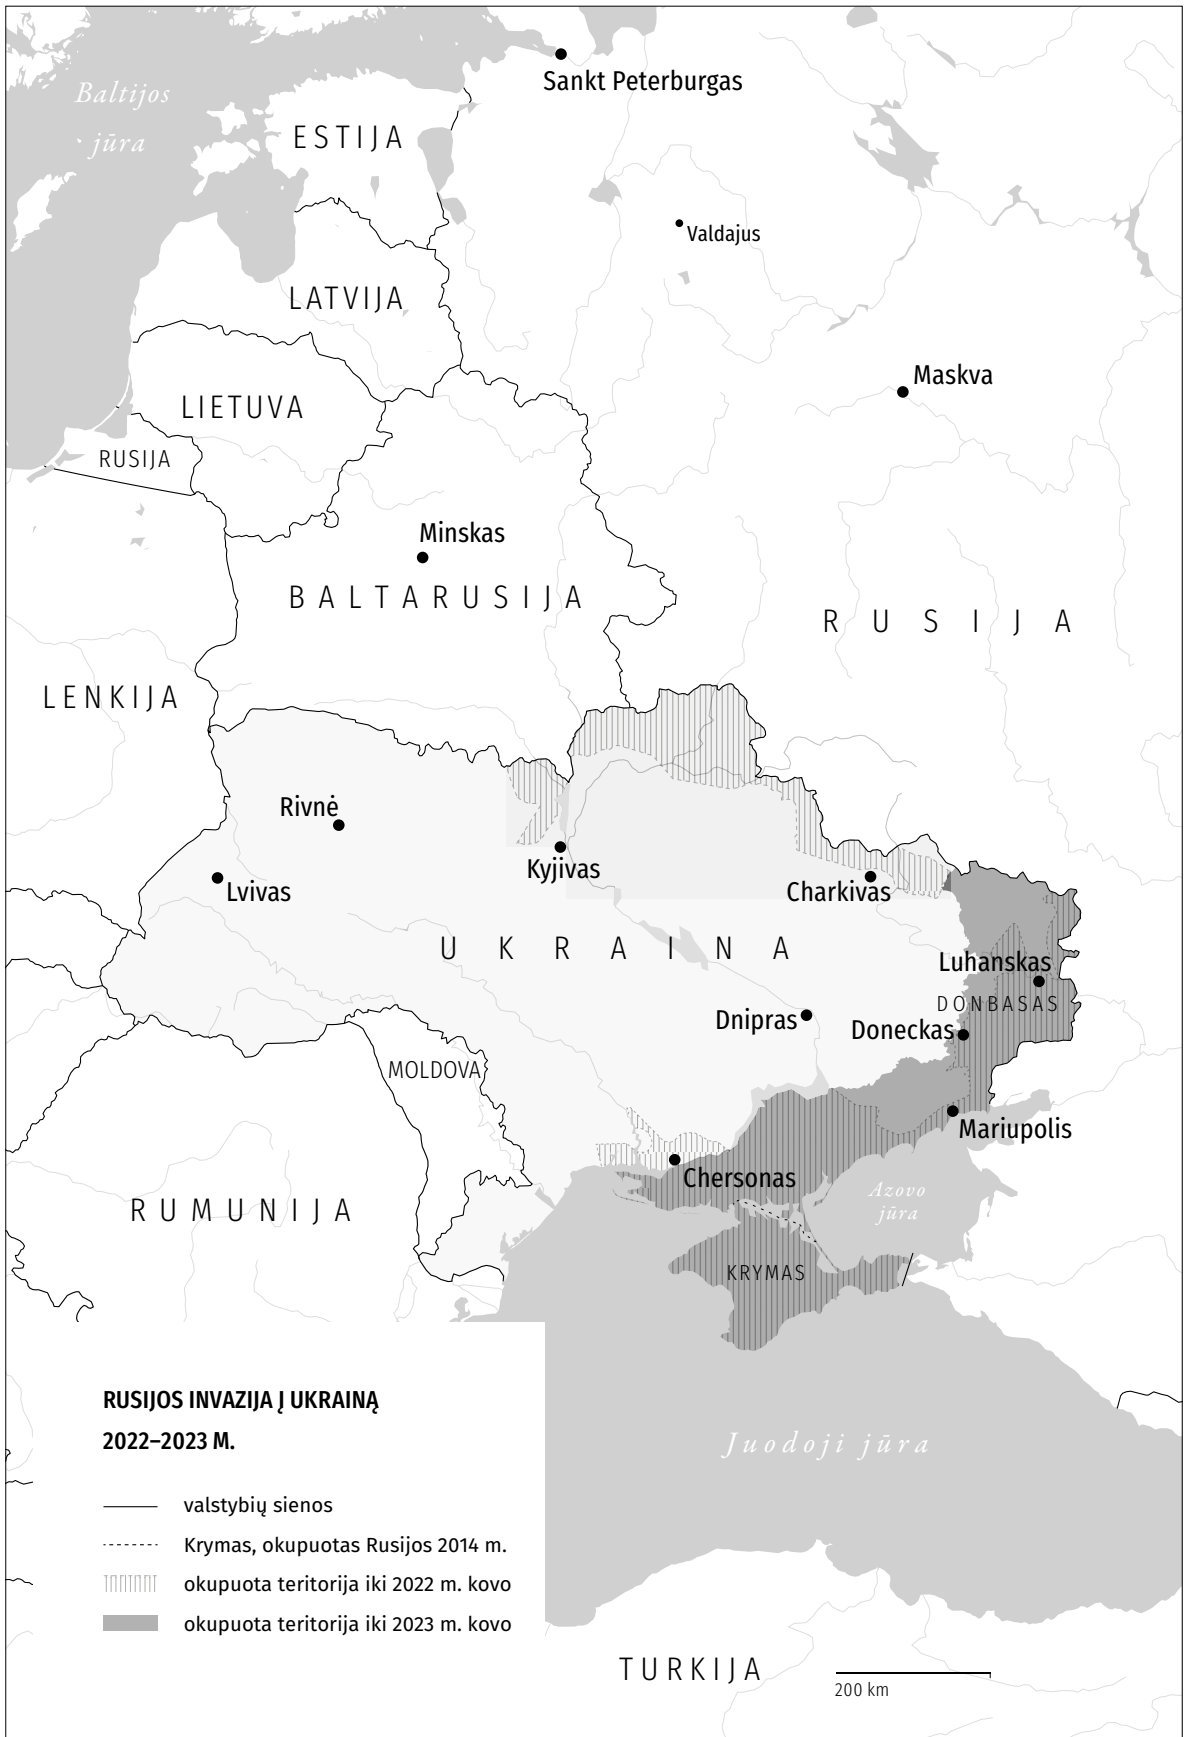 Sankt Peterburgas
Baltijos
jūra
ESTIJA
Valdajus
LATVIJA
Maskva
LIETUVA
RUSIJA
Minskas
BALTARUSIJA
RUSIJA
LENKIJA
Rivnė
Kyjivas
Lvivas
Charkivas
UKRAINA
Luhanskas
DONBASAS
Dnipras
Doneckas
MOLDOVA
Mariupolis
Chersonas
Azovo
jūra
RUMUNIJA
KRYMAS
RUSIJOS INVAZIJA Į UKRAINĄ
2022–2023 M.
Juodoji jūra
valstybių sienos
Krymas, okupuotas Rusijos 2014 m.
okupuota teritorija iki 2022 m. kovo
okupuota teritorija iki 2023 m. kovo
TURKIJA
200 km